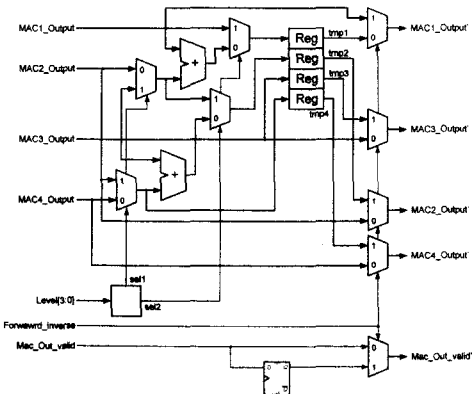 MAC1_Output
1
0
Reg
tmp1
1
0
MAC1_Output'
MAC2_Output
0
1
+
1
0
Reg
tmp2
Reg
tmp3
Reg
tmp4
MAC3_Output
1
0
MAC3_Output'
+
MAC4_Output
1
0
1
0
MAC2_Output'
1
0
MAC4_Output'
sel1
Level[3:0]
sel2
Forwewrd_Inverse
Mac_Out_valid
0
1
Mac_Out_valid'